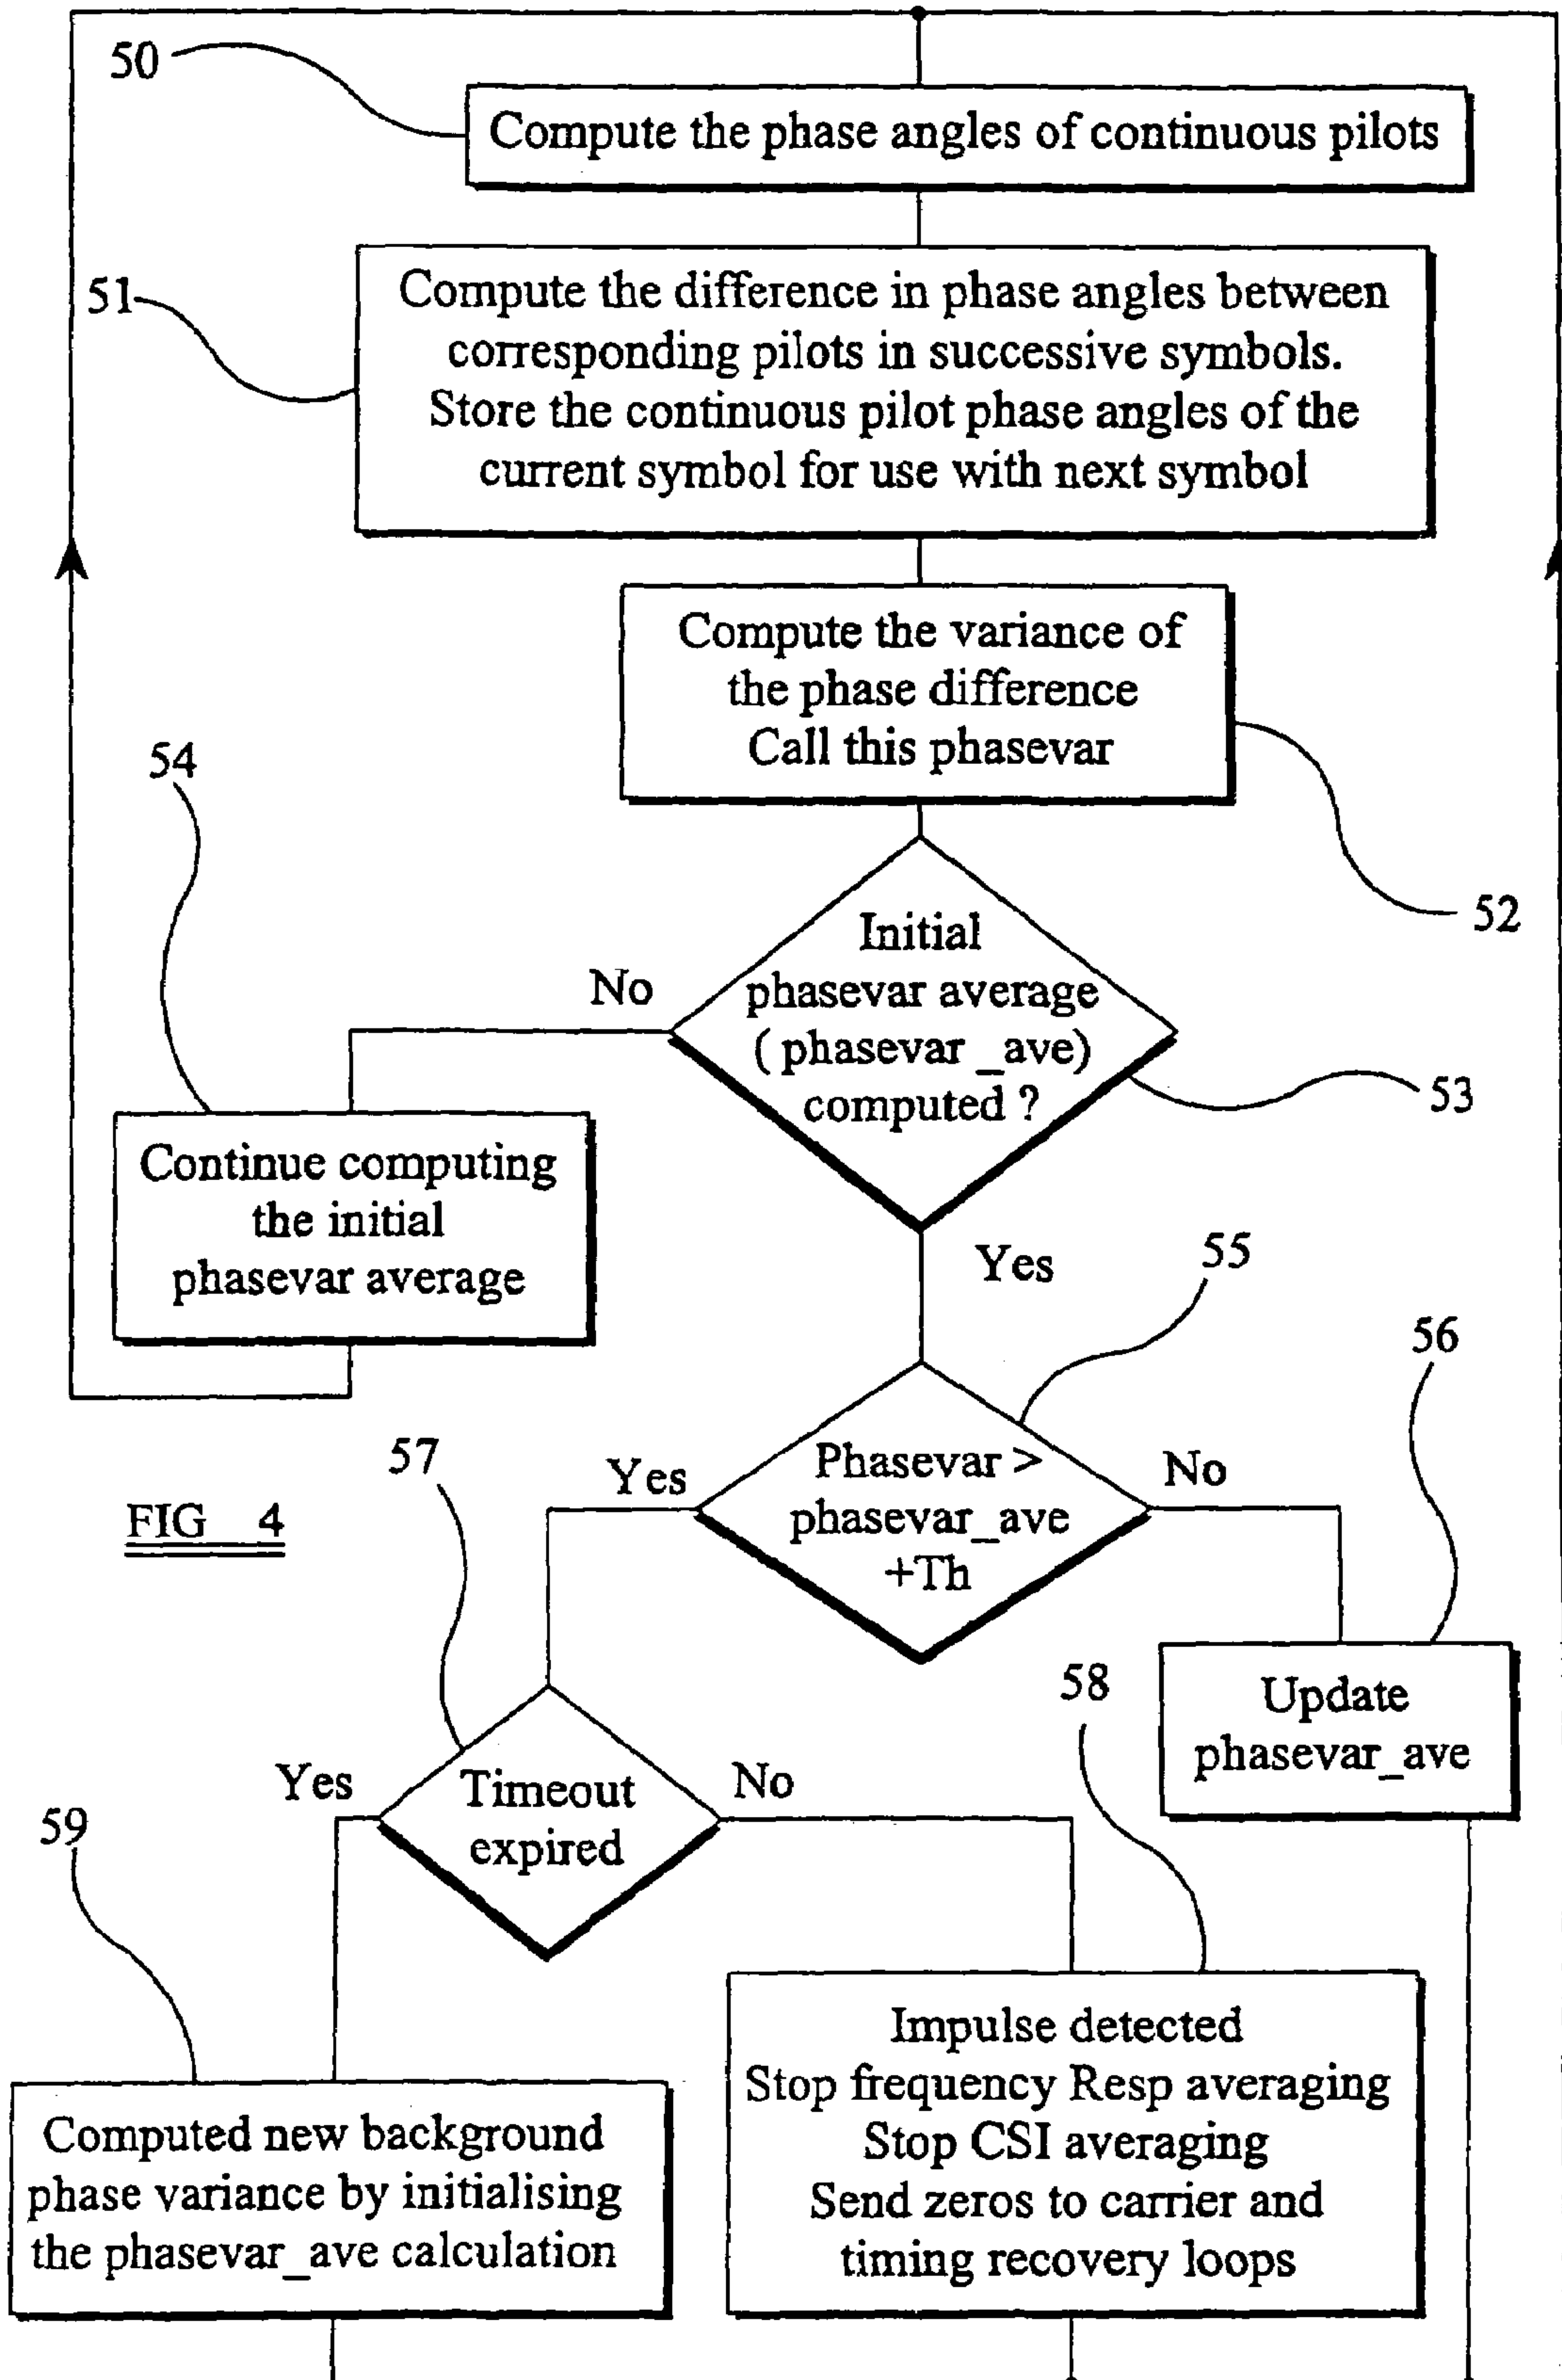 50
Compute the phase angles of continuous pilots
51
Compute the difference in phase angles between
corresponding pilots in successive symbols.
Store the continuous pilot phase angles of the
current symbol for use with next symbol
Compute the variance of
the phase difference
Call this phasevar
52
54
Initial
phasevar average
( phasevar _ave)
computed ?
No
53
Continue computing
the initial
phasevar average
Yes
55
56
57
Yes
Phasevar >
phasevar_ave
+Th
No
FIG 4
58
Update
phasevar_ave
Yes
Timeout
expired
No
59
Impulse detected
Stop frequency Resp averaging
Stop CSI averaging
Send zeros to carrier and
timing recovery loops
Computed new background
phase variance by initialising
the phasevar_ave calculation